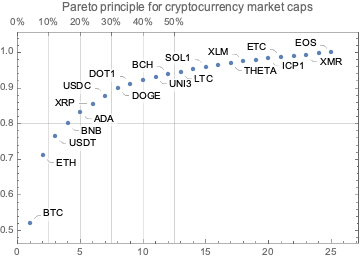 Pareto principle for cryptocurrency market caps
0% 10% 20% 30% 40% 50%
1.0
0.9
0.8
0.7
0.6
0.5
BTC
ETH
USDT
BNB
XRP
ADA
USDC
DOT1
DOGE
BCH
UNI3
SOL1
LTC
XLM
THETA
ETC
ICP1
EOS
XMR
0 5 10 15 20 25